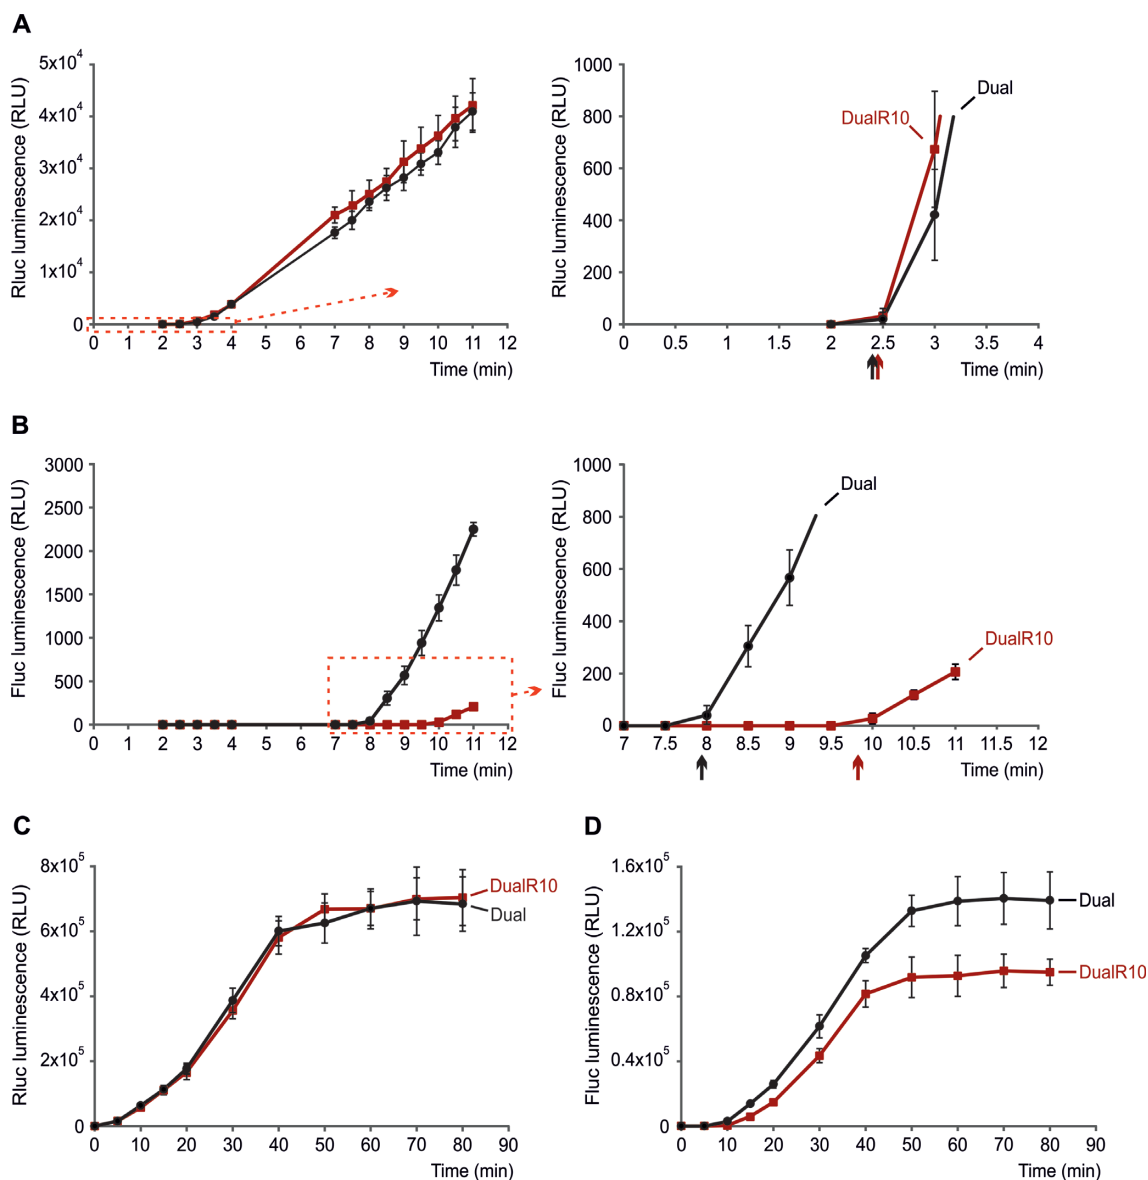 A
Rluc luminescence (RLU)
5x10⁴
4x10⁴
3x10⁴
2x10⁴
1x10⁴
0
0 1 2 3 4 5 6 7 8 9 10 11 12
Time (min)
Rluc luminescence (RLU)
1000
800
600
400
200
0
0 0.5 1 1.5 2 2.5 3 3.5 4
Time (min)
Dual
DualR10
B
Fluc luminescence (RLU)
3000
2500
2000
1500
1000
500
0
0 1 2 3 4 5 6 7 8 9 10 11 12
Time (min)
Fluc luminescence (RLU)
1000
800
600
400
200
0
7 7.5 8 8.5 9 9.5 10 10.5 11 11.5 12
Time (min)
Dual
DualR10
C
Rluc luminescence (RLU)
8x10⁵
6x10⁵
4x10⁵
2x10⁵
0
0 10 20 30 40 50 60 70 80 90
Time (min)
DualR10
Dual
D
Fluc luminescence (RLU)
1.6x10⁵
1.2x10⁵
0.8x10⁵
0.4x10⁵
0
0 10 20 30 40 50 60 70 80 90
Time (min)
Dual
DualR10